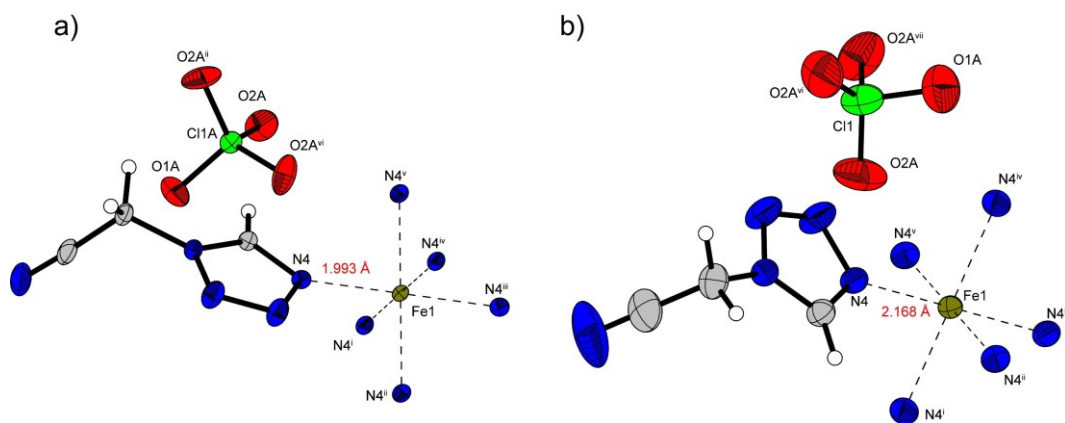 a)
O2Aⁱⁱ
O2A
Cl1A
O2Aᵛⁱ
O1A
N4ᵛ
N4
1.993 Å
N4ⁱᵛ
N4ⁱⁱⁱ
Fe1
N4ⁱ
N4ⁱⁱ
b)
O2Aᵛⁱⁱ
O1A
O2Aᵛⁱ
Cl1
O2A
N4ⁱᵛ
N4ᵛ
N4
Fe1
2.168 Å
N4ⁱⁱ
N4ⁱ